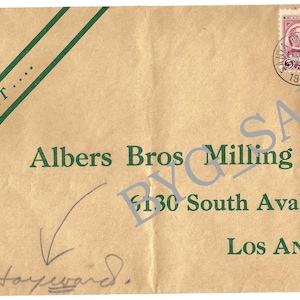 T....
Albers Bros Milling
6130 South Ava
Los An
Hayward.
BYG_SA